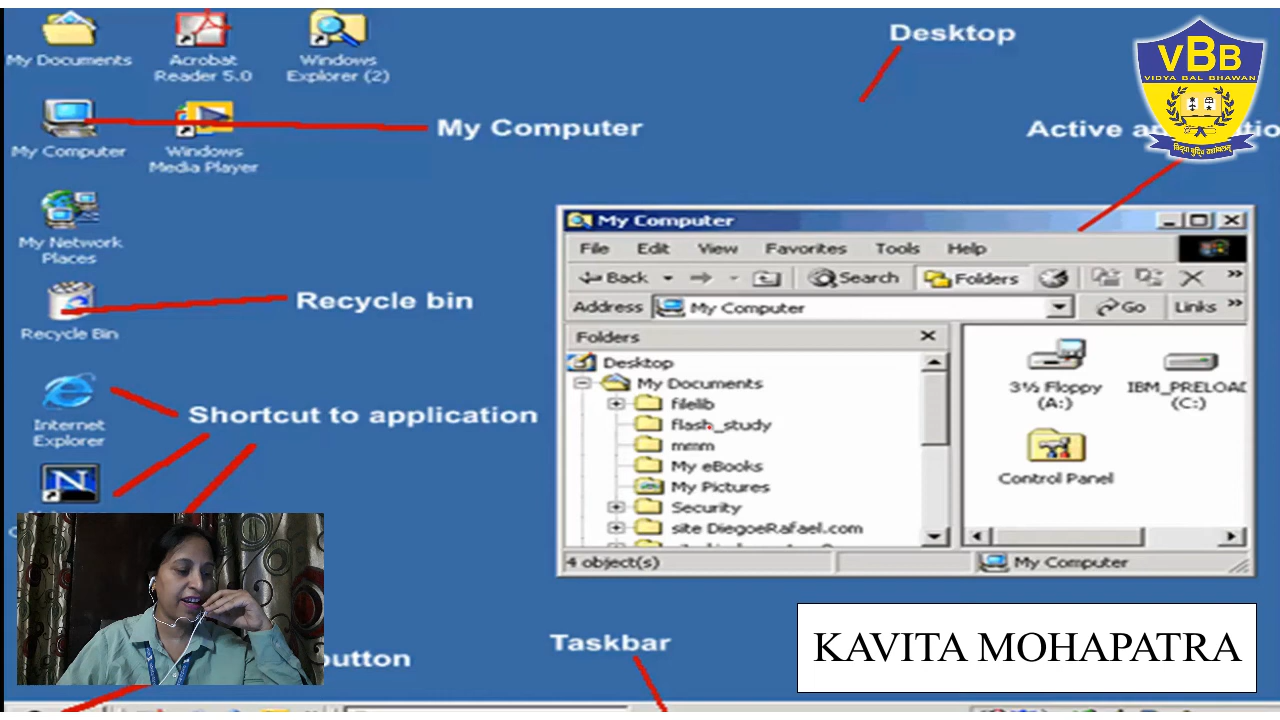 Desktop
My Documents
Acrobat
Reader 5.0
Windows
Explorer (2)
VBB
VIDYA BAL BHAWAN
My Computer
Active
My Computer
Windows
Media Player
My Network
Places
My Computer
File Edit View Favorites Tools Help
Back Search Folders
Address My Computer Go Links
Folders
Desktop
My Documents
filelib
flash_study
mmm
My eBooks
My Pictures
Security
site DiegoeRafael.com
3½ Floppy
(A:)
IBM_PRELOAD
(C:)
Control Panel
4 object(s)
My Computer
Recycle bin
Recycle Bin
Shortcut to application
Internet
Explorer
N
button
Taskbar
KAVITA MOHAPATRA